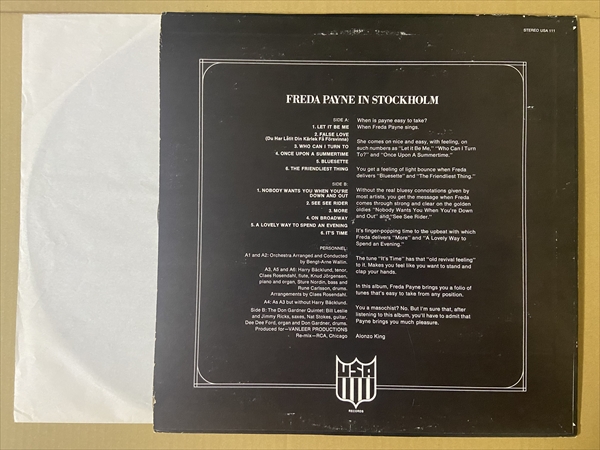 STEREO USA 111
FREDA PAYNE IN STOCKHOLM
SIDE A:
1. LET IT BE ME
2. FALSE LOVE
(Du Har Låtit Din Kärlek Få Försvinna)
3. WHO CAN I TURN TO
4. ONCE UPON A SUMMERTIME
5. BLUESETTE
6. THE FRIENDLIEST THING
SIDE B:
1. NOBODY WANTS YOU WHEN YOU'RE
DOWN AND OUT
2. SEE SEE RIDER
3. MORE
4. ON BROADWAY
5. A LOVELY WAY TO SPEND AN EVENING
6. IT'S TIME
PERSONNEL:
A1 and A2: Orchestra Arranged and Conducted
by Bengt-Arne Wallin.
A3, A5 and A6: Harry Bäcklund, tenor,
Claes Rosendahl, flute, Knud Jörgensen,
piano and organ, Sture Nordin, bass and
Rune Carlsson, drums.
Arrangements by Claes Rosendahl.
A4: As A3 but without Harry Bäcklund.
Side B: The Don Gardner Quintet: Bill Leslie
and Jimmy Ricks, saxes, Nat Stokes, guitar,
Dee Dee Ford, organ and Don Gardner, drums.
Produced for—VANLEER PRODUCTIONS
Re-mix—RCA, Chicago
When is payne easy to take?
When Freda Payne sings.
She comes on nice and easy, with feeling, on
such numbers as "Let it Be Me," "Who Can I Turn
To?" and "Once Upon A Summertime."
You get a feeling of light bounce when Freda
delivers "Bluesette" and "The Friendliest Thing."
Without the real bluesy connotations given by
most artists, you get the message when Freda
comes through strong and clear on the golden
oldies "Nobody Wants You When You're Down
and Out" and "See See Rider."
It's finger-popping time to the upbeat with which
Freda delivers "More" and "A Lovely Way to
Spend an Evening."
The tune "It's Time" has that "old revival feeling"
to it. Makes you feel like you want to stand and
clap your hands.
In this album, Freda Payne brings you a folio of
tunes that's easy to take from any position.
You a masochist? No. But I'm sure that, after
listening to this album, you'll have to admit that
Payne brings you much pleasure.
Alonzo King
USA
RECORDS